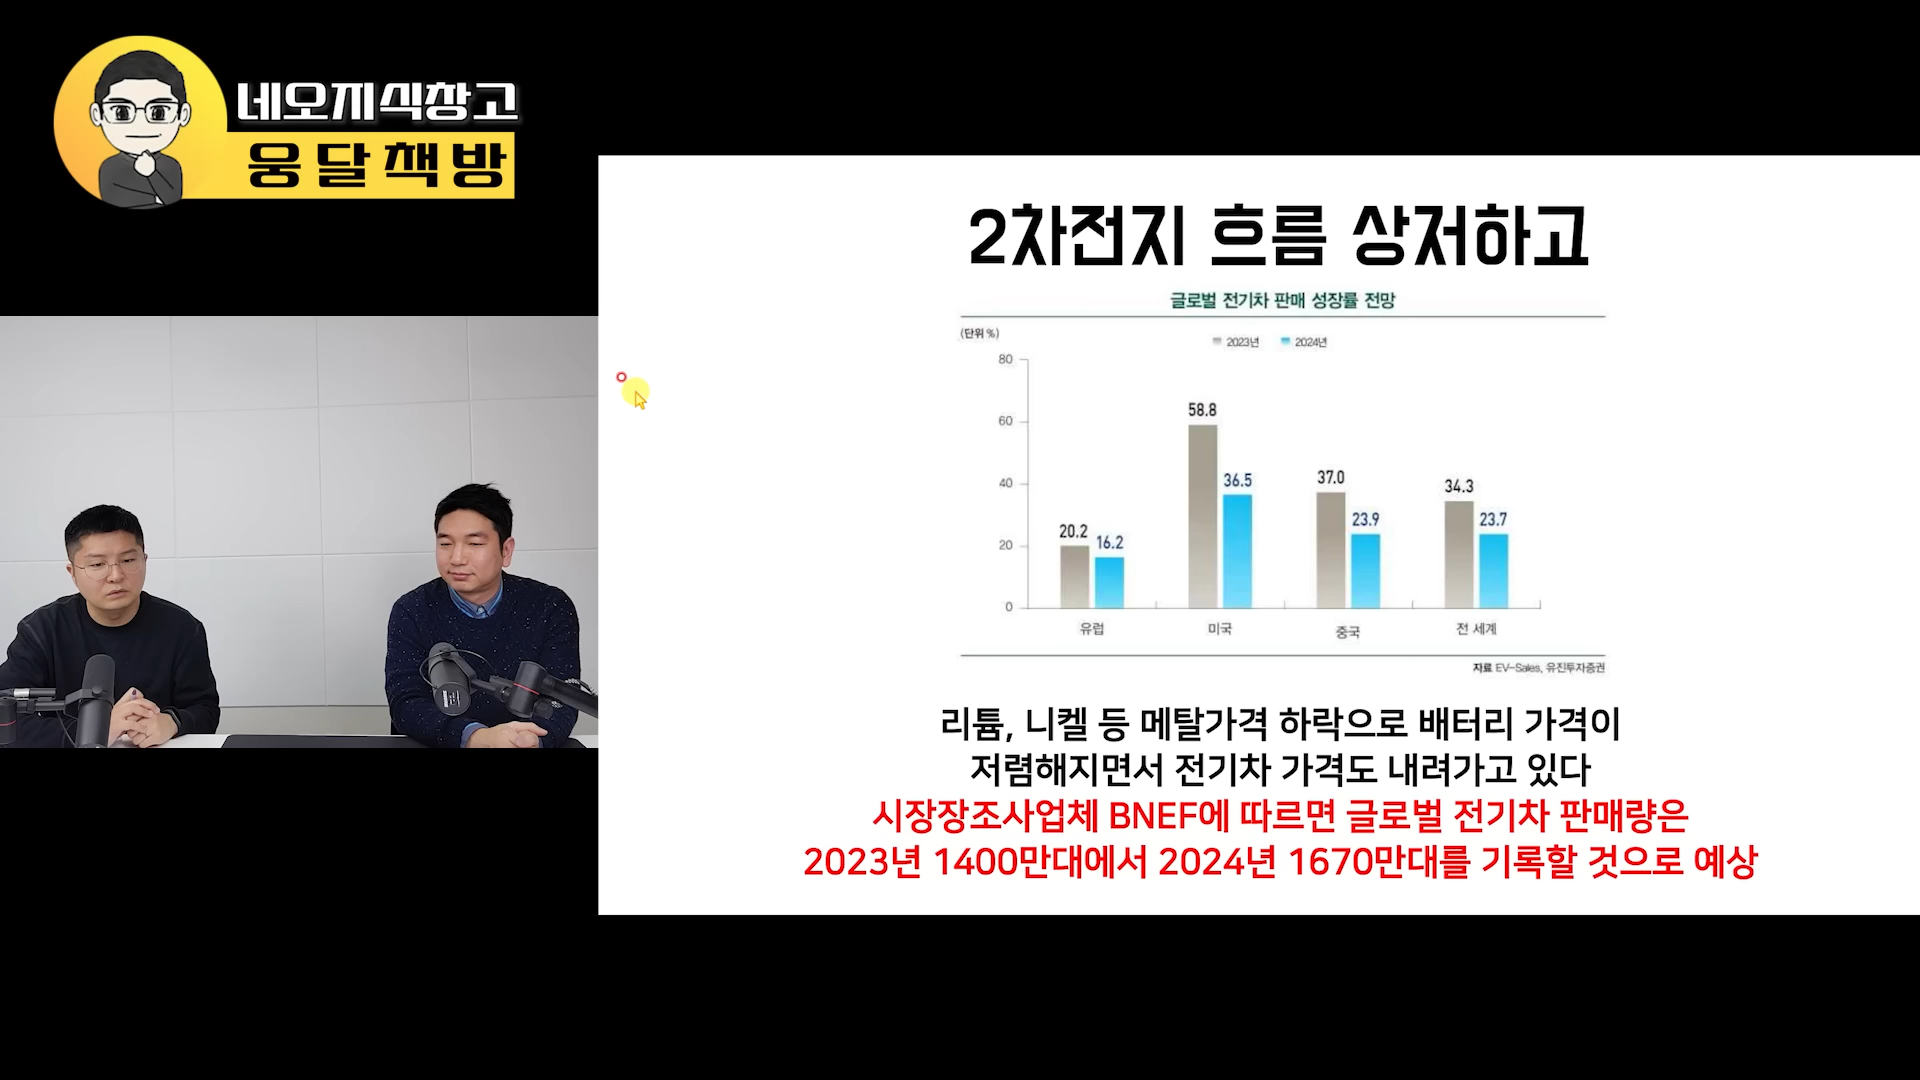 네오지식창고
웅달책방
2차전지 흐름 상저하고
글로벌 전기차 판매 성장률 전망
(단위 %)
2023년 2024년
80
60
40
20
0
20.2 16.2
58.8 36.5
37.0 23.9
34.3 23.7
유럽 미국 중국 전 세계
자료 EV-Sales, 유진투자증권
리튬, 니켈 등 메탈가격 하락으로 배터리 가격이
저렴해지면서 전기차 가격도 내려가고 있다
시장장조사업체 BNEF에 따르면 글로벌 전기차 판매량은
2023년 1400만대에서 2024년 1670만대를 기록할 것으로 예상